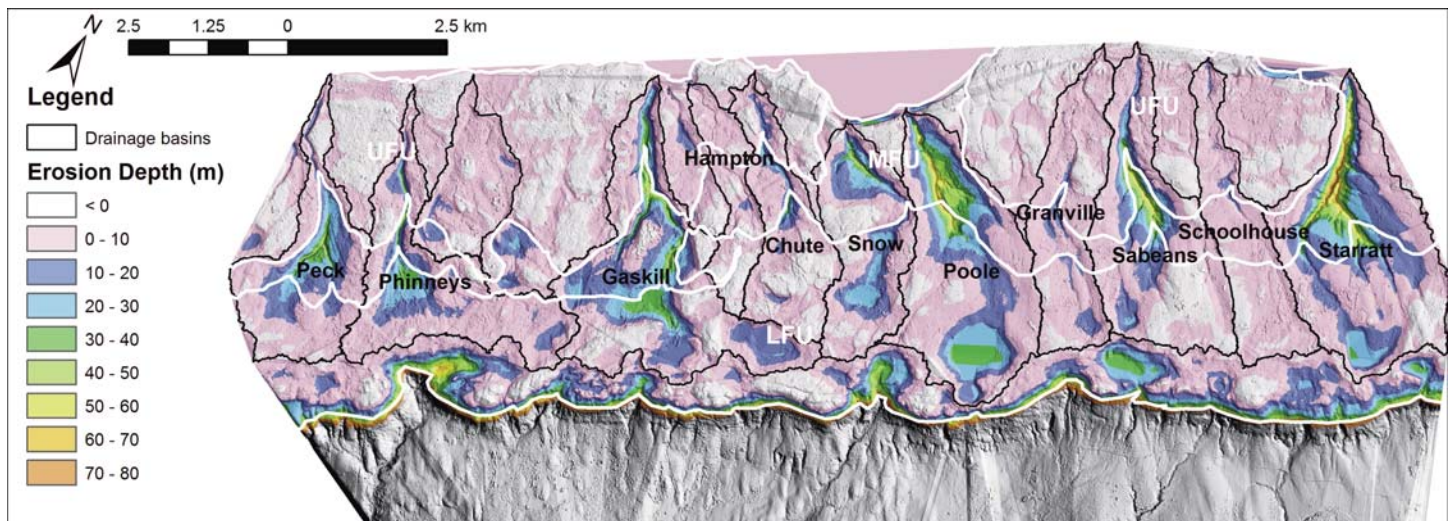 N
2.5 1.25 0 2.5 km
Legend
Drainage basins
Erosion Depth (m)
< 0
0 - 10
10 - 20
20 - 30
30 - 40
40 - 50
50 - 60
60 - 70
70 - 80
UFU
UFU
Hampton
MFU
Granville
Schoolhouse
Chute
Snow
Sabeans
Starratt
Peck
Phinneys
Gaskill
Poole
LFU